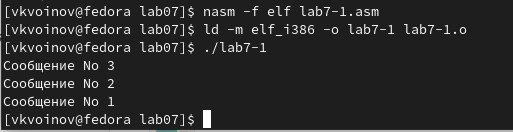 [vkvoinov@fedora lab07]$ nasm -f elf lab7-1.asm
[vkvoinov@fedora lab07]$ ld -m elf_i386 -o lab7-1 lab7-1.o
[vkvoinov@fedora lab07]$ ./lab7-1
Сообщение No 3
Сообщение No 2
Сообщение No 1
[vkvoinov@fedora lab07]$